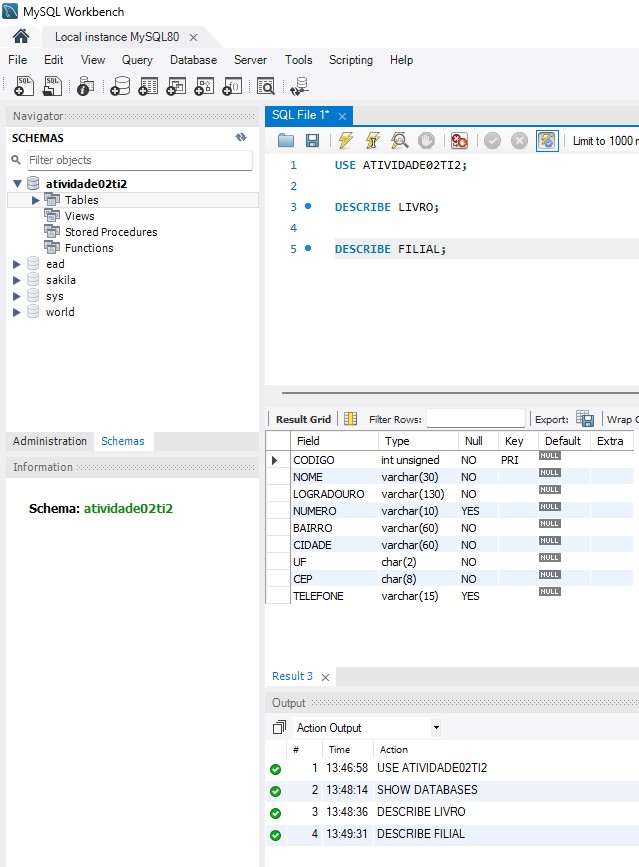 MySQL Workbench
Local instance MySQL80 ×
File Edit View Query Database Server Tools Scripting Help
Navigator
SCHEMAS
Filter objects
atividade02ti2
Tables
Views
Stored Procedures
Functions
ead
sakila
sys
world
Administration Schemas
Information
Schema: atividade02ti2
SQL File 1* ×
Limit to 1000 r
1 USE ATIVIDADE02TI2;
2
3 DESCRIBE LIVRO;
4
5 DESCRIBE FILIAL;
Result Grid Filter Rows: Export: Wrap C
Field Type Null Key Default Extra
CODIGO int unsigned NO PRI NULL
NOME varchar(30) NO NULL
LOGRADOURO varchar(130) NO NULL
NUMERO varchar(10) YES NULL
BAIRRO varchar(60) NO NULL
CIDADE varchar(60) NO NULL
UF char(2) NO NULL
CEP char(8) NO NULL
TELEFONE varchar(15) YES NULL
Result 3 ×
Output
Action Output
# Time Action
1 13:46:58 USE ATIVIDADE02TI2
2 13:48:14 SHOW DATABASES
3 13:48:36 DESCRIBE LIVRO
4 13:49:31 DESCRIBE FILIAL